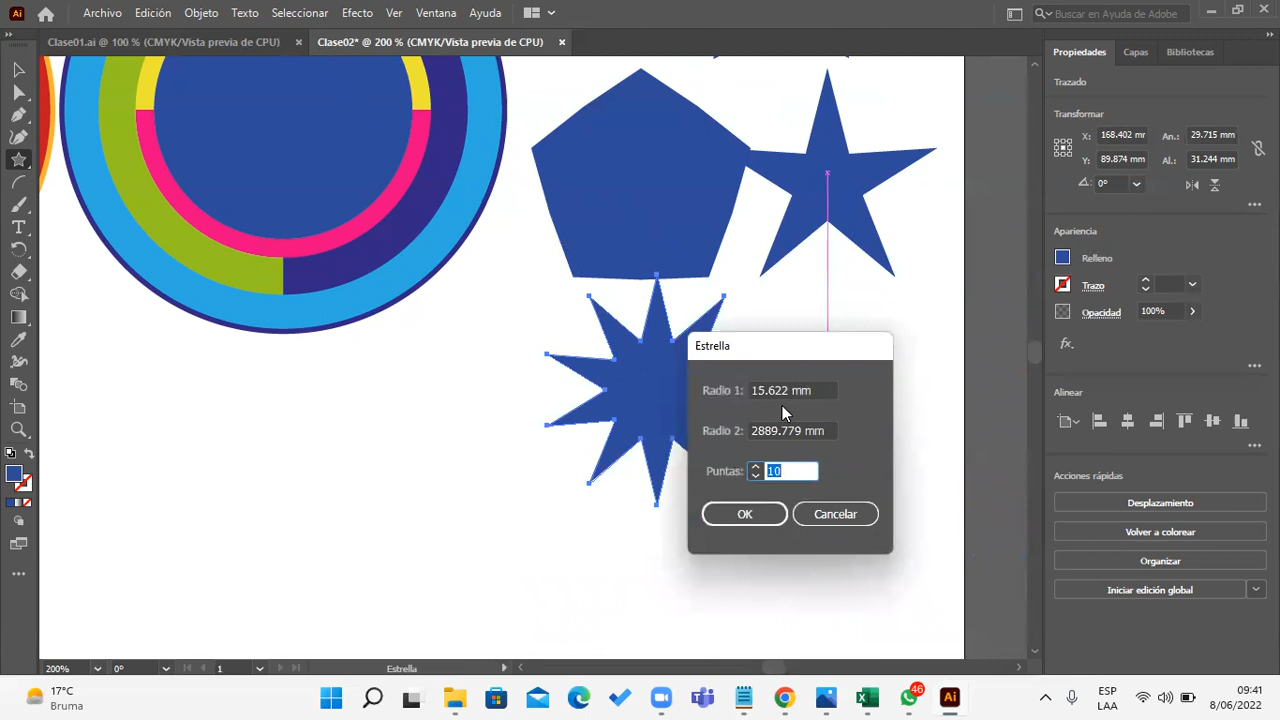 Ai
Archivo Edición Objeto Texto Seleccionar Efecto Ver Ventana Ayuda
Buscar en Ayuda de Adobe
Clase01.ai @ 100 % (CMYK/Vista previa de CPU) ×
Clase02* @ 200 % (CMYK/Vista previa de CPU) ×
Propiedades Capas Bibliotecas
Trazado
Transformar
X: 168.402 mr An.: 29.715 mm
Y: 89.874 mm Al.: 31.244 mm
0°
Apariencia
Relleno
Trazo
Opacidad 100%
fx.
Alinear
Acciones rápidas
Desplazamiento
Volver a colorear
Organizar
Iniciar edición global
Estrella
Radio 1: 15.622 mm
Radio 2: 2889.779 mm
Puntas: 10
OK Cancelar
200% 0° 1 Estrella
17°C
Bruma
46
Ai
ESP
LAA
09:41
8/06/2022